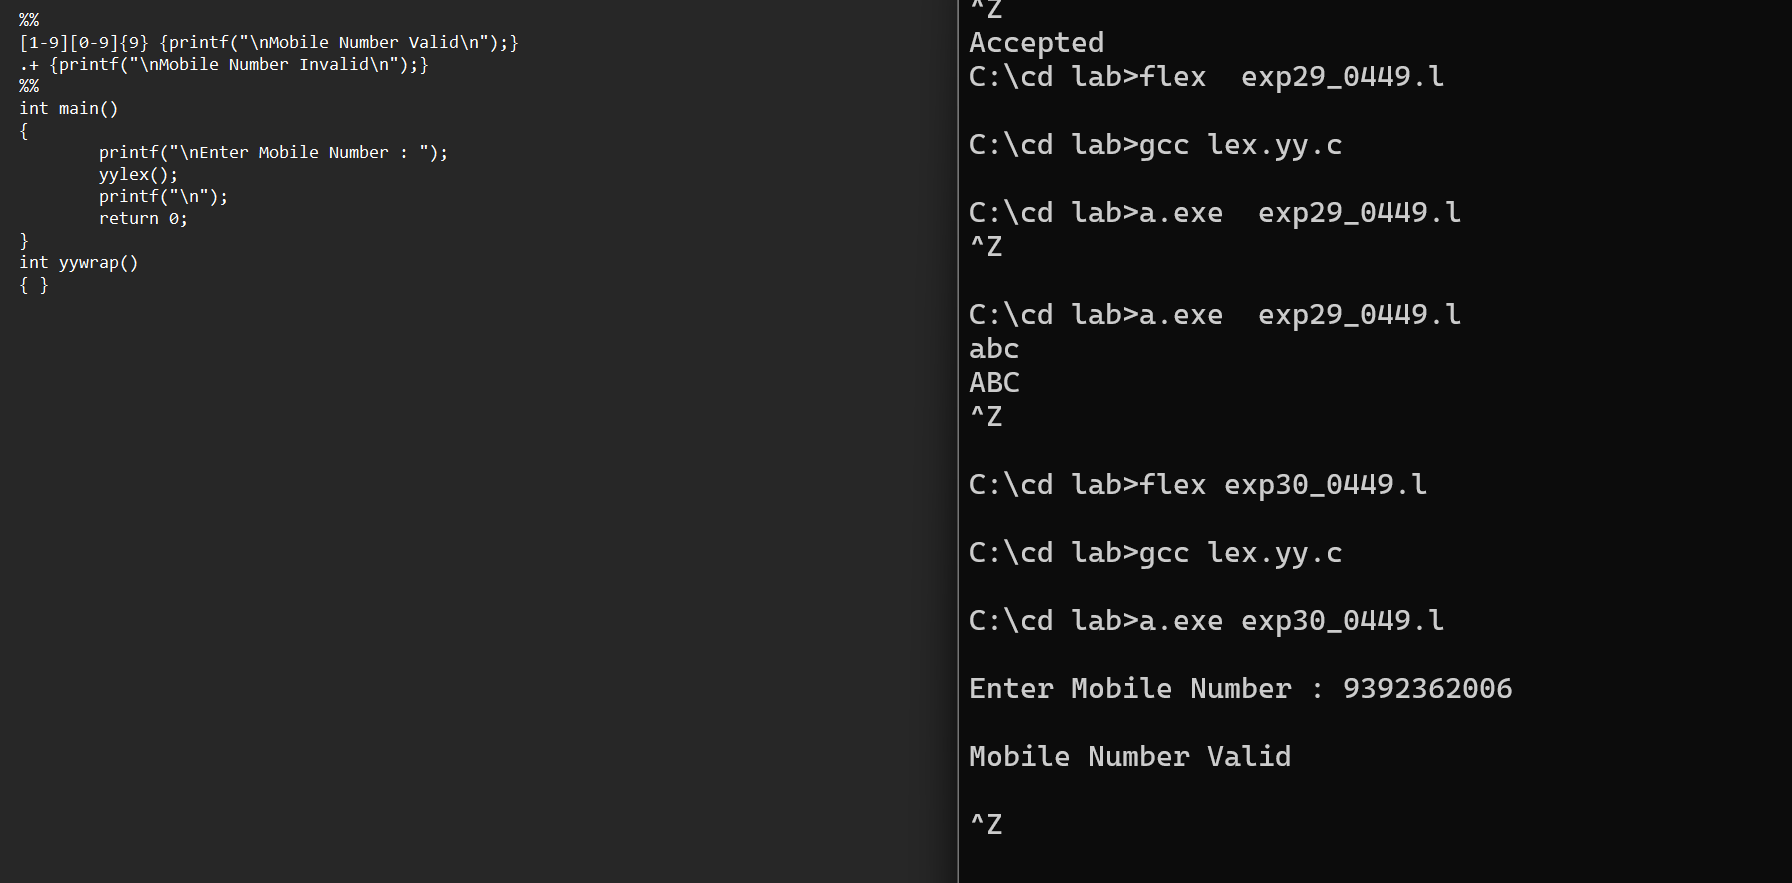 %%
[1-9][0-9]{9} {printf("\nMobile Number Valid\n");}
.+ {printf("\nMobile Number Invalid\n");}
%%
int main()
{
        printf("\nEnter Mobile Number : ");
        yylex();
        printf("\n");
        return 0;
}
int yywrap()
{ }
^Z
Accepted
C:\cd lab>flex  exp29_0449.l
C:\cd lab>gcc lex.yy.c
C:\cd lab>a.exe  exp29_0449.l
^Z
C:\cd lab>a.exe  exp29_0449.l
abc
ABC
^Z
C:\cd lab>flex exp30_0449.l
C:\cd lab>gcc lex.yy.c
C:\cd lab>a.exe exp30_0449.l
Enter Mobile Number : 9392362006
Mobile Number Valid
^Z